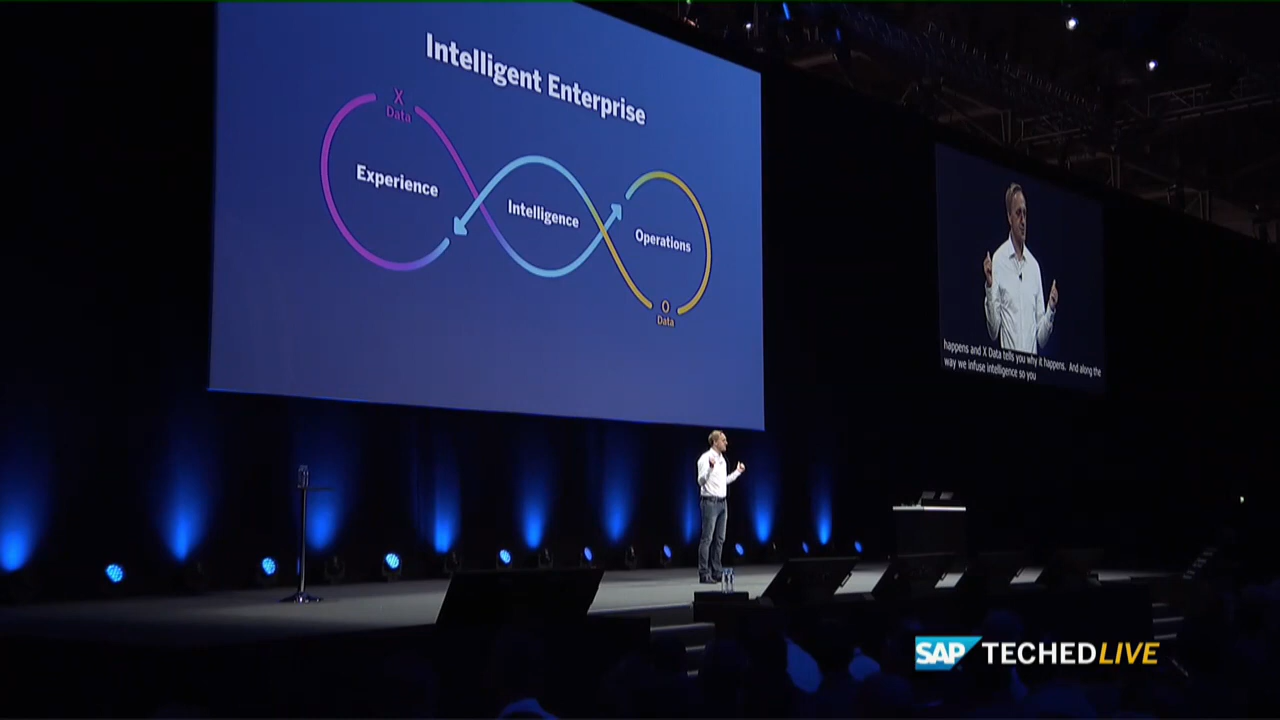 Intelligent Enterprise
X
Data
Experience
Intelligence
Operations
O
Data
happens and X Data tells you why it happens. And along the
way we infuse intelligence so you
SAP TECHED LIVE